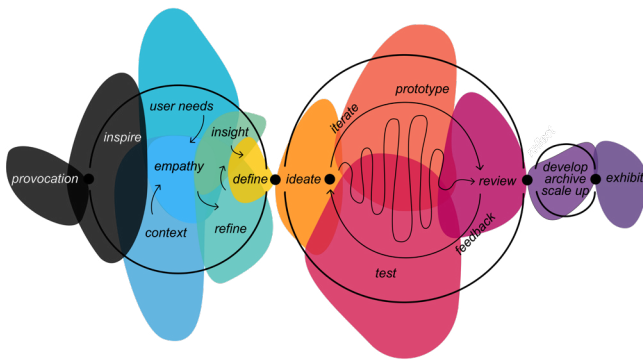 provocation
inspire
user needs
empathy
context
insight
refine
define
ideate
iterate
prototype
test
review
feedback
develop
archive
scale up
exhibit